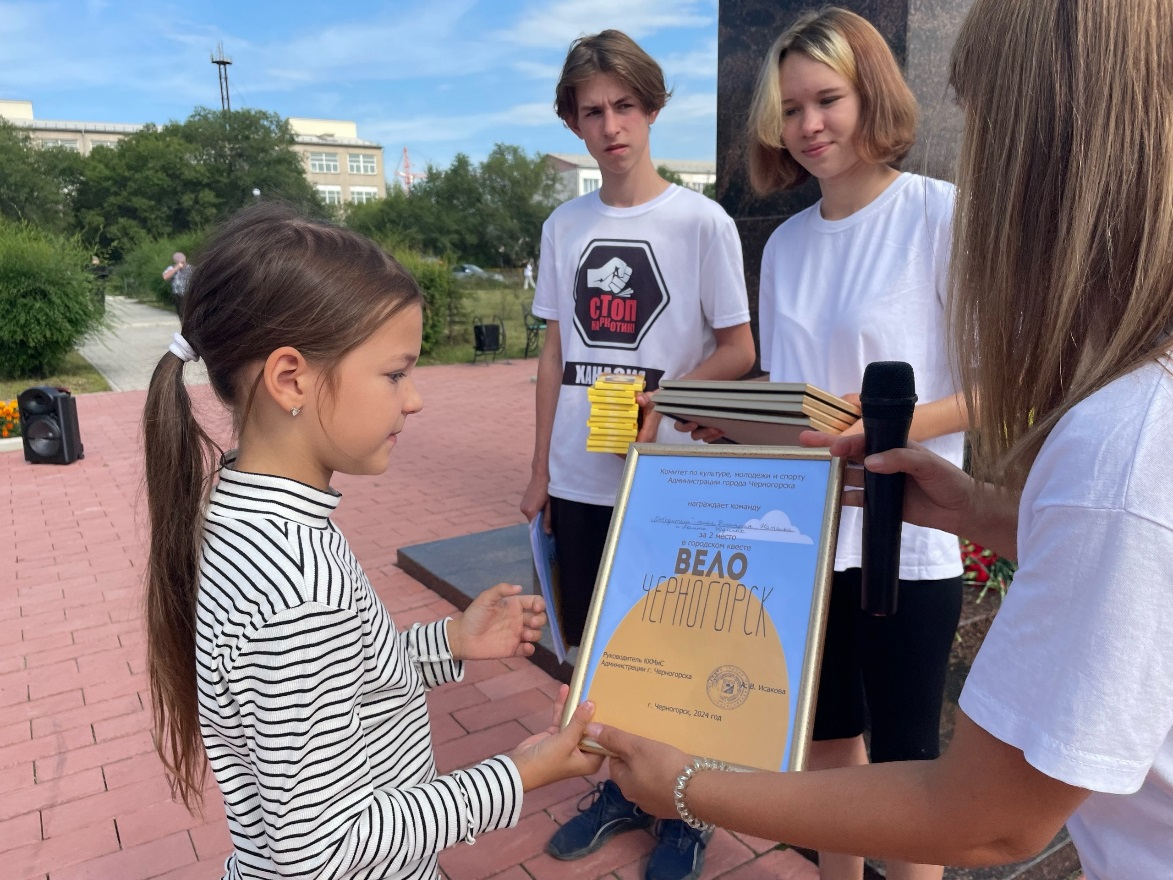 СТОП
НАРКОТИК!
Комитет по культуре, молодежи и спорту
Администрации города Черногорска
награждает команду
за 2 место
в городском квесте
ВЕЛО
ЧЕРНОГОРСК
Руководитель ККМиС
Администрации г. Черногорска
В. Исакова
г. Черногорск, 2024 год